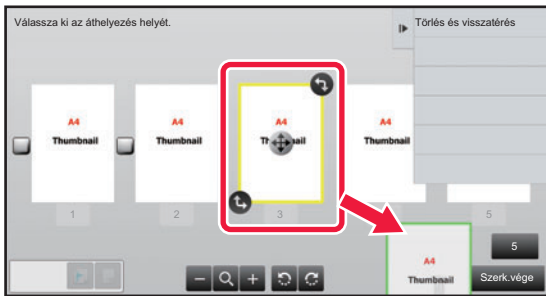 Válassza ki az áthelyezés helyét.
Törlés és visszatérés
A4
Thumbnail
A4
Thumbnail
A4
Thumbnail
A4
Thumbnail
1
2
3
5
A4
Thumbnail
5
Szerk.vége